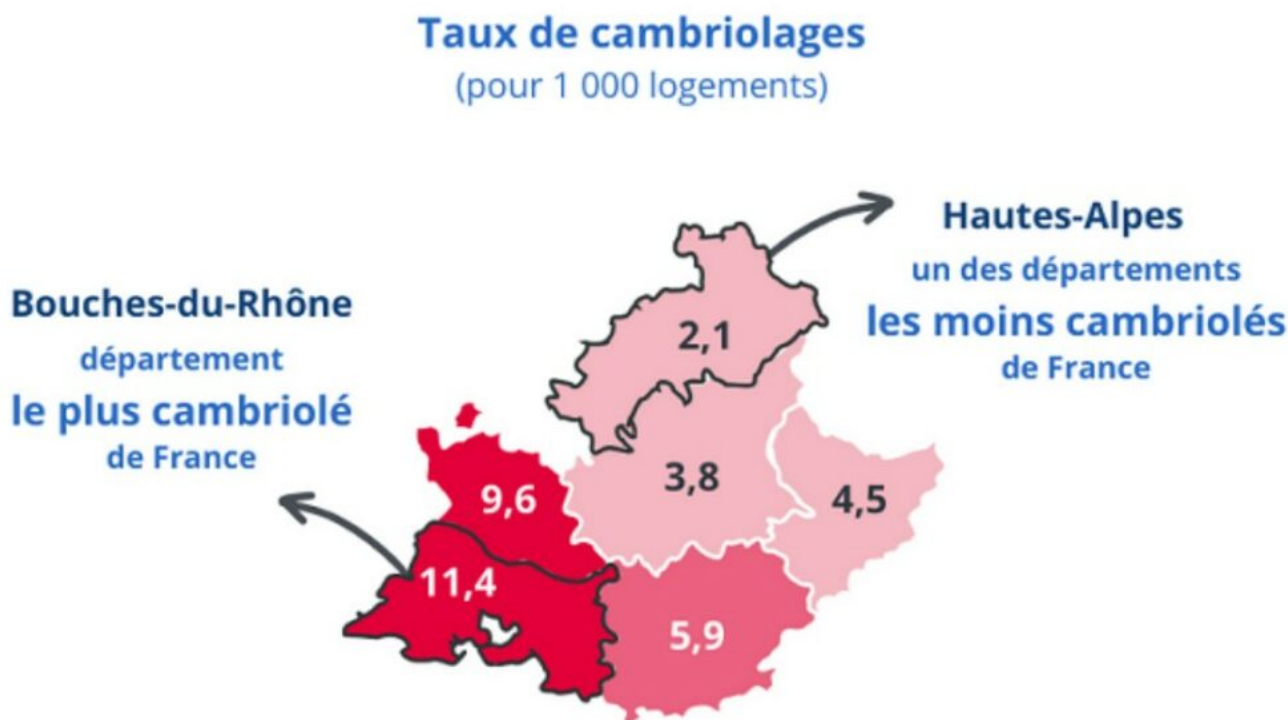 Taux de cambriolages
(pour 1 000 logements)
Hautes-Alpes
un des départements
les moins cambriolés
de France
Bouches-du-Rhône
département
le plus cambriolé
de France
2,1
3,8
4,5
9,6
11,4
5,9